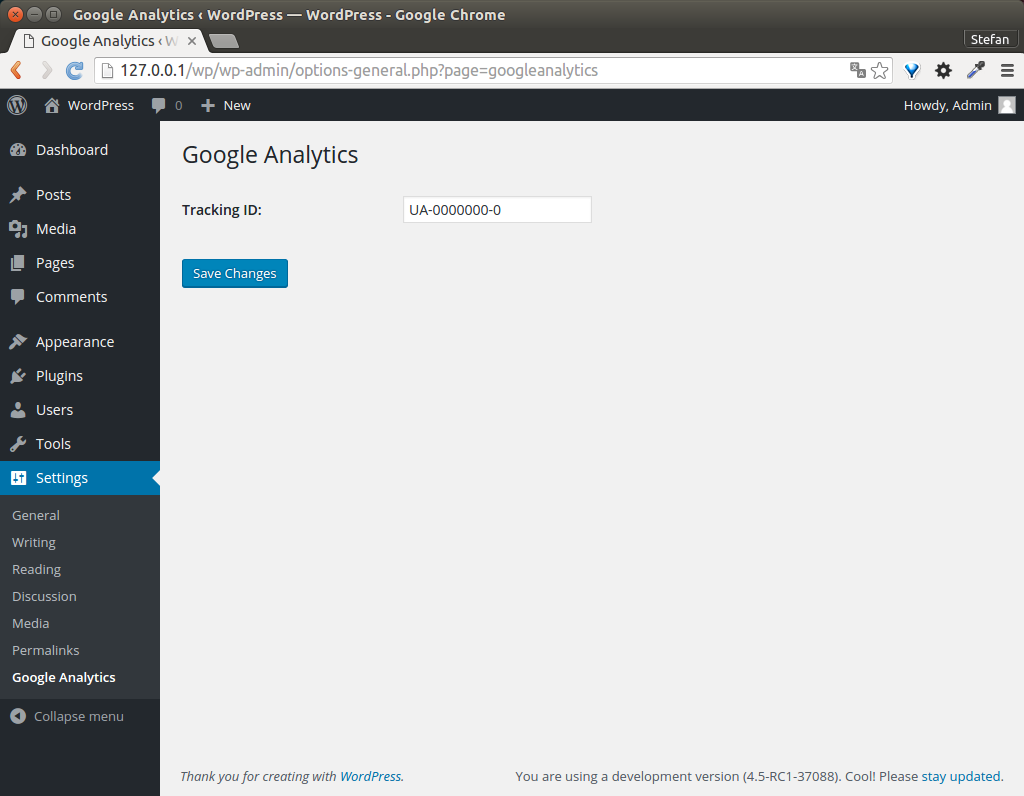 Google Analytics ‹ WordPress — WordPress - Google Chrome
Google Analytics ‹ W
Stefan
127.0.0.1/wp/wp-admin/options-general.php?page=googleanalytics
WordPress 0 New Howdy, Admin
Dashboard
Posts
Media
Pages
Comments
Appearance
Plugins
Users
Tools
Settings
General
Writing
Reading
Discussion
Media
Permalinks
Google Analytics
Collapse menu
Google Analytics
Tracking ID: UA-0000000-0
Save Changes
Thank you for creating with WordPress.
You are using a development version (4.5-RC1-37088). Cool! Please stay updated.